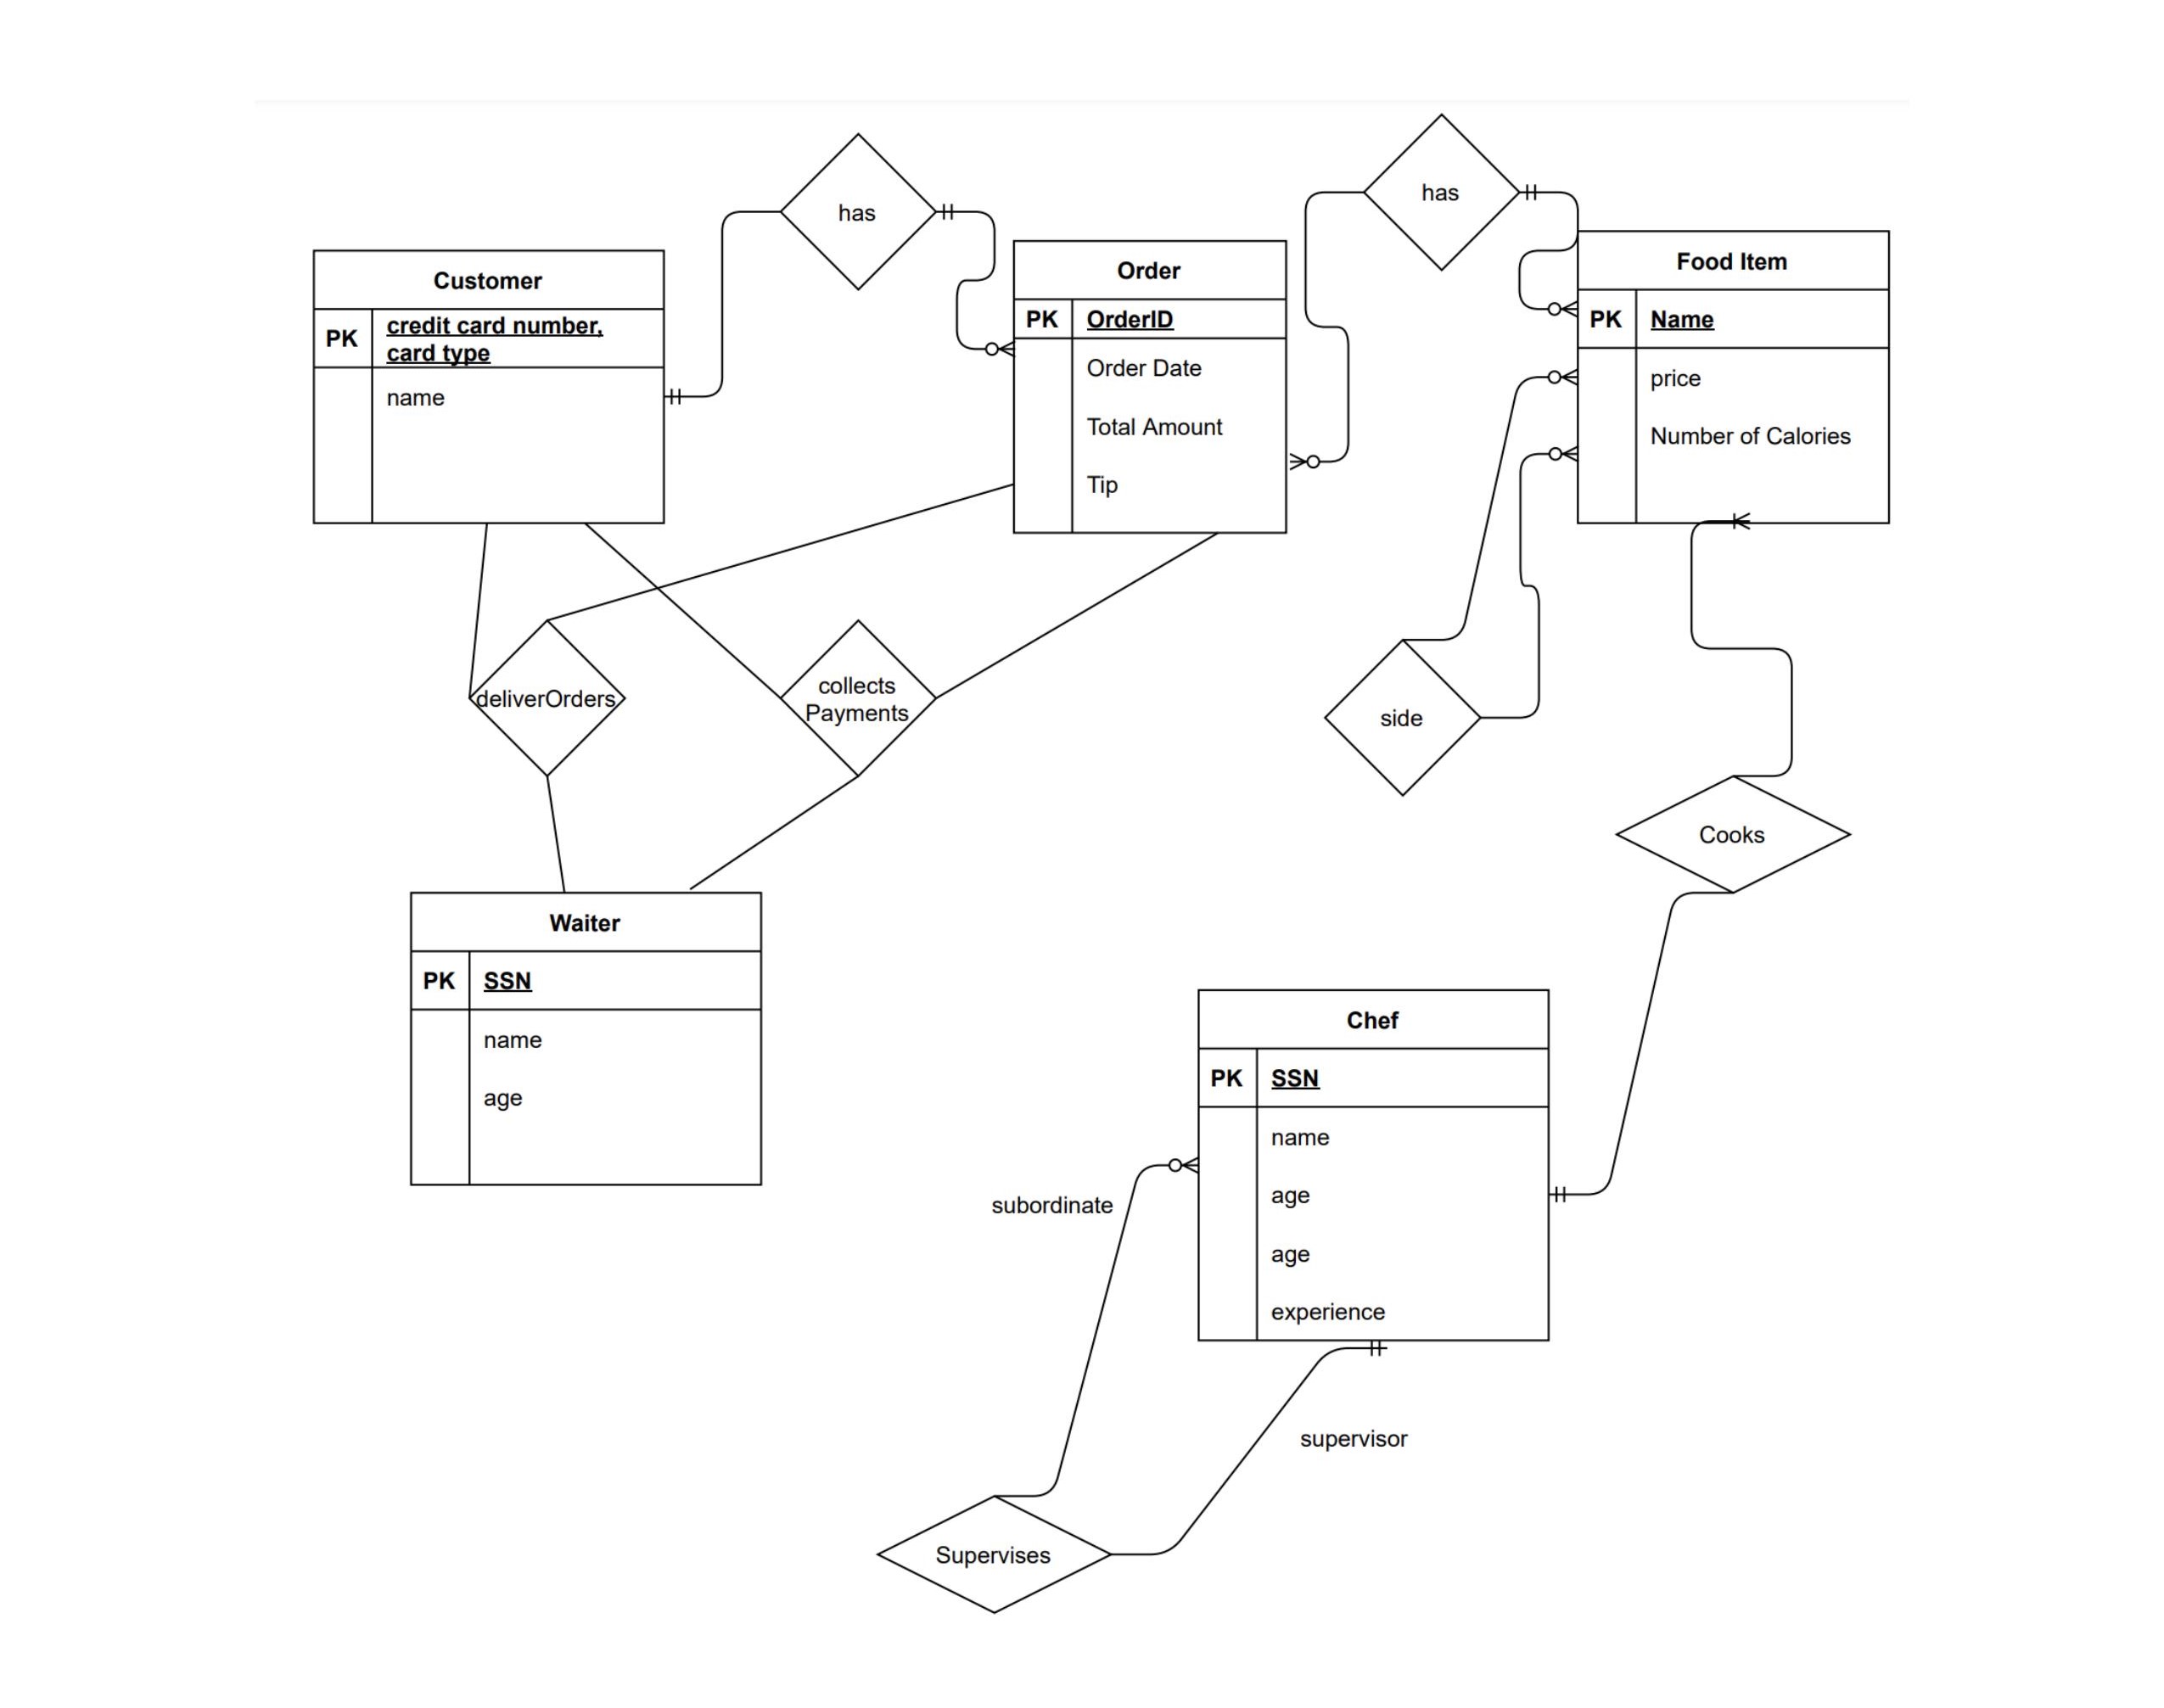 has
has
Customer
PK
credit card number,
card type
name
Order
PK
OrderID
Order Date
Total Amount
Tip
Food Item
PK
Name
price
Number of Calories
deliverOrders
collects
Payments
side
Cooks
Waiter
PK
SSN
name
age
Chef
PK
SSN
name
age
age
experience
subordinate
supervisor
Supervises